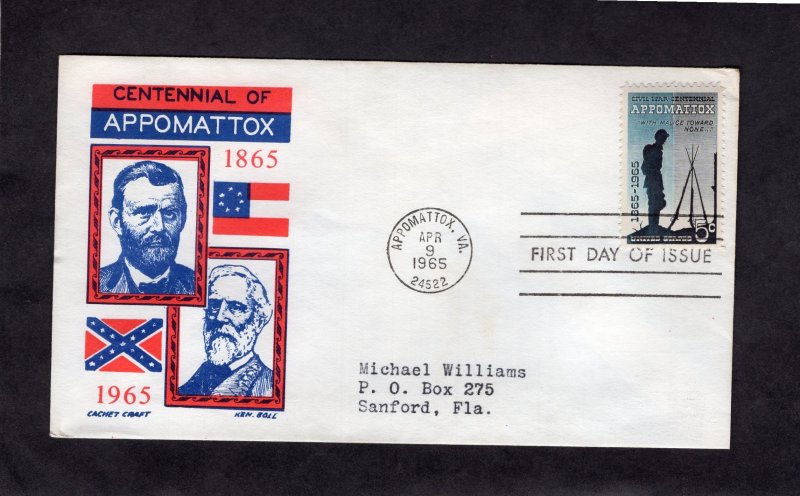 CENTENNIAL OF
APPOMATTOX
1865
1965
CACHET CRAFT
KEN. BOLL
APPOMATTOX, VA.
APR
9
1965
24522
CIVIL WAR CENTENNIAL
APPOMATTOX
"WITH MALICE TOWARD
NONE..."
1865-1965
UNITED STATES 5c
FIRST DAY OF ISSUE
Michael Williams
P. O. Box 275
Sanford, Fla.